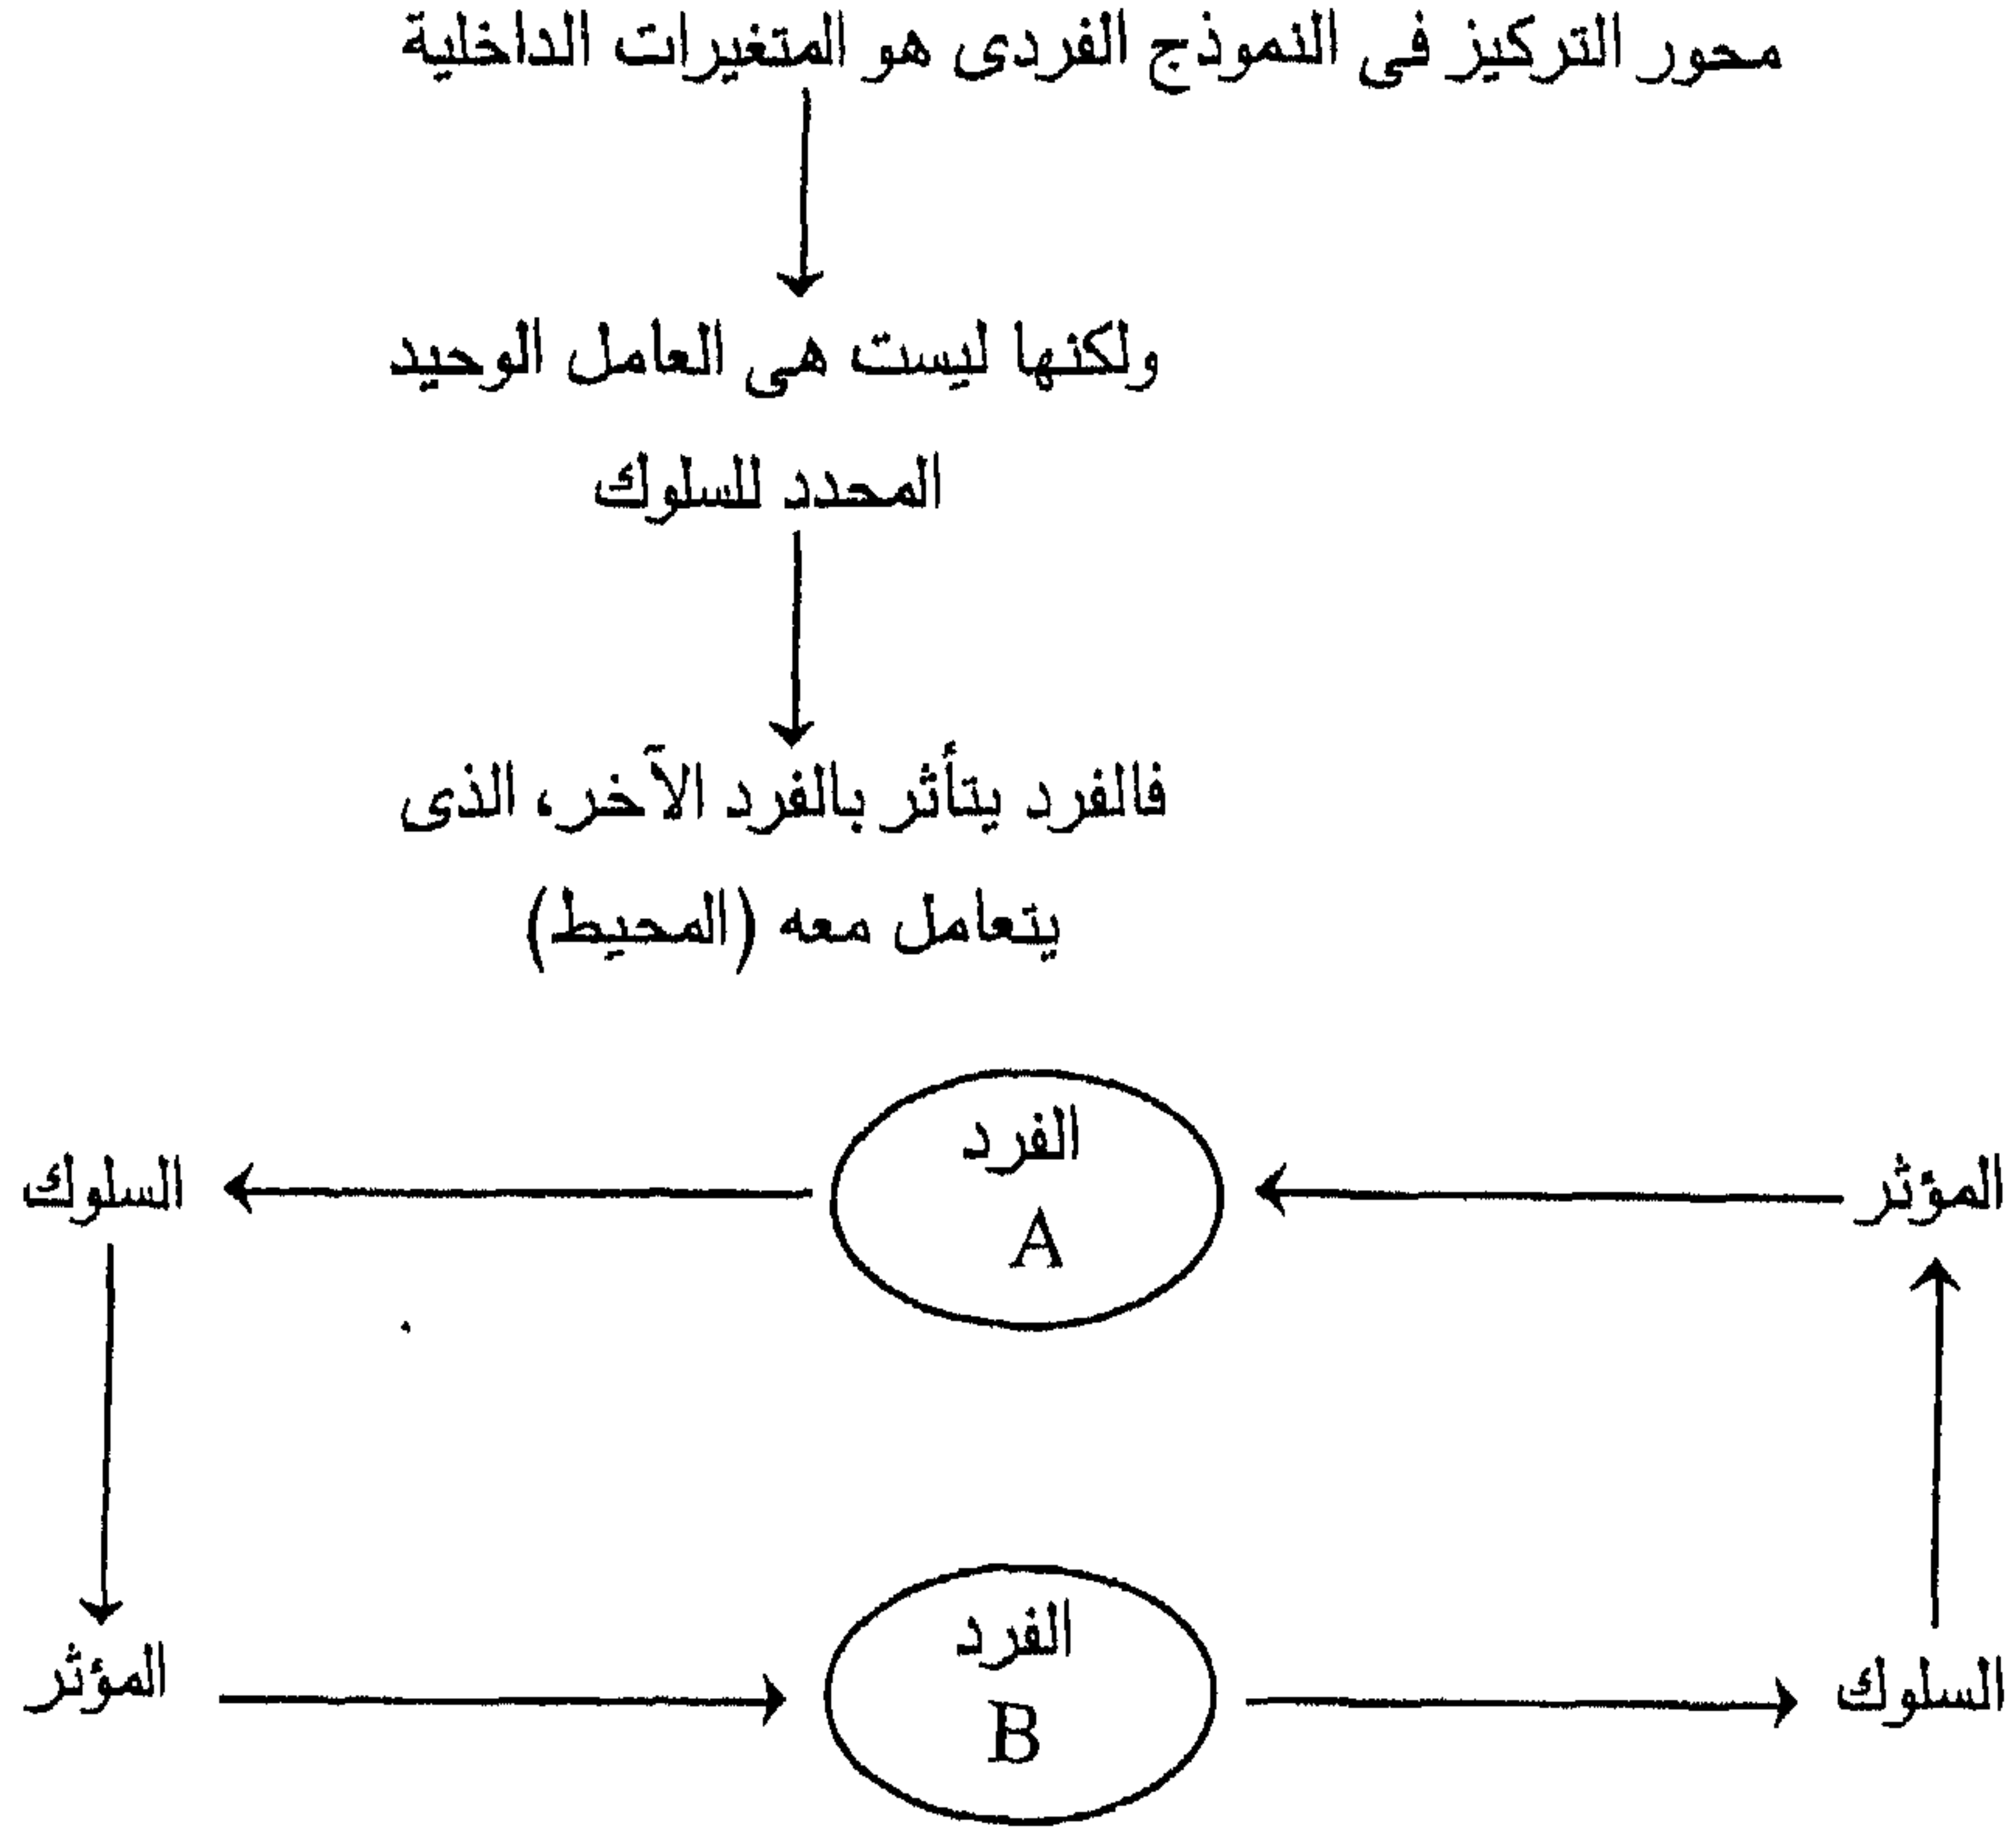 محور التركيز فى النموذج الفردى هو المتغيرات الداخلية
ولكنها ليست هى العامل الوحيد
المحدد للسلوك
فالفرد يتأثر بالفرد الآخر، الذى
يتعامل معه (المحيط)
المؤثر
الفرد
A
السلوك
السلوك
الفرد
B
المؤثر